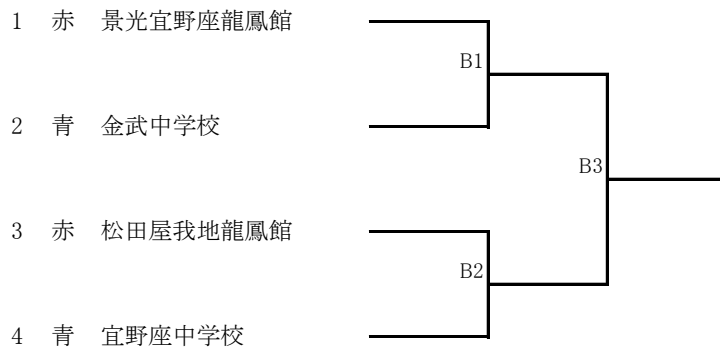 1 赤 景光宜野座龍鳳館
B1
2 青 金武中学校
B3
3 赤 松田屋我地龍鳳館
B2
4 青 宜野座中学校